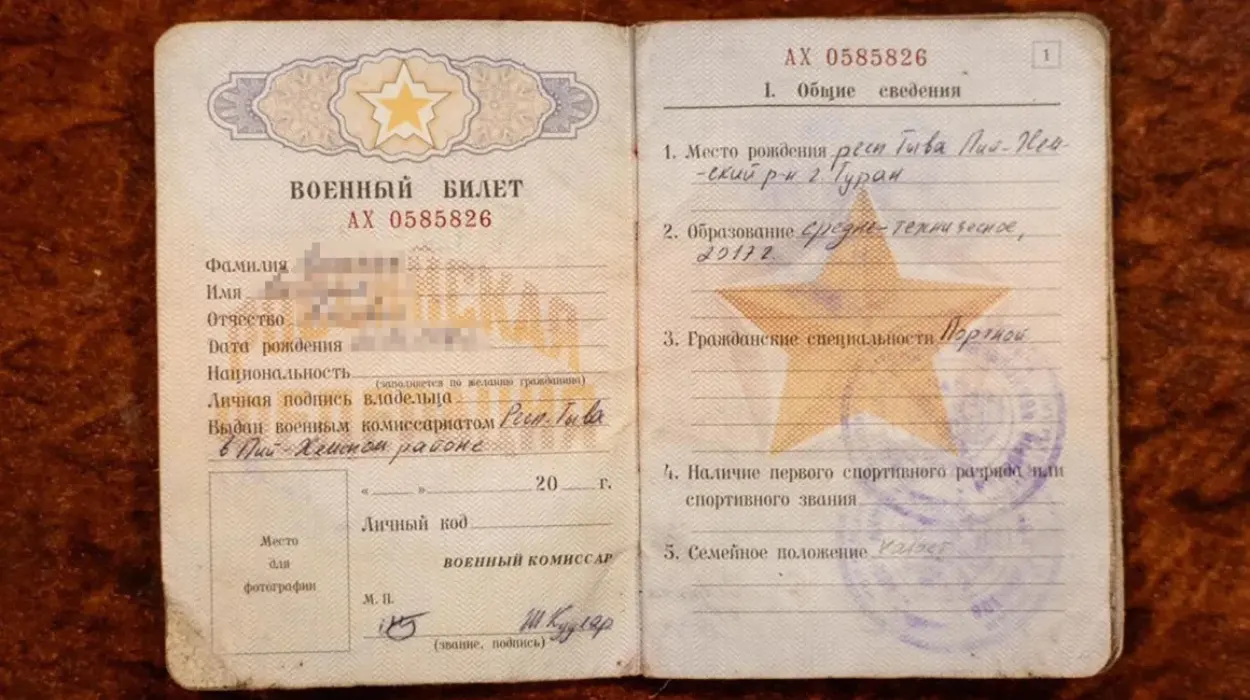 ВОЕННЫЙ БИЛЕТ
АХ 0585826
Фамилия
Имя
Отчество
Дата рождения
Национальность
(заполняется по желанию гражданина)
Личная подпись владельца
Выдан военным комиссариатом Респ. Тыва
в Пий-Хемском районе
Место
для
фотографии
« » 20 г.
Личный код
ВОЕННЫЙ КОМИССАР
М. П.
Ш Куулар
(звание, подпись)
АХ 0585826
1
I. Общие сведения
1. Место рождения респ Тыва Пий-Хем-
-ский р-н г. Туран
2. Образование средне-техническое,
2017 г.
3. Гражданские специальности Портной
4. Наличие первого спортивного разряда или
спортивного звания
5. Семейное положение холост